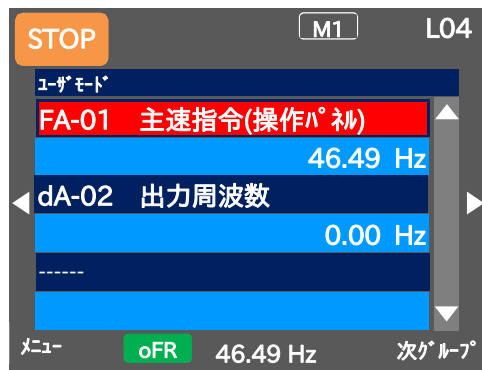 STOP M1 L04
ﾕｰｻﾞﾓｰﾄﾞ
FA-01 主速指令(操作ﾊﾟﾈﾙ)
46.49 Hz
dA-02 出力周波数
0.00 Hz
------
ﾒﾆｭｰ oFR 46.49 Hz 次ｸﾞﾙｰﾌﾟ